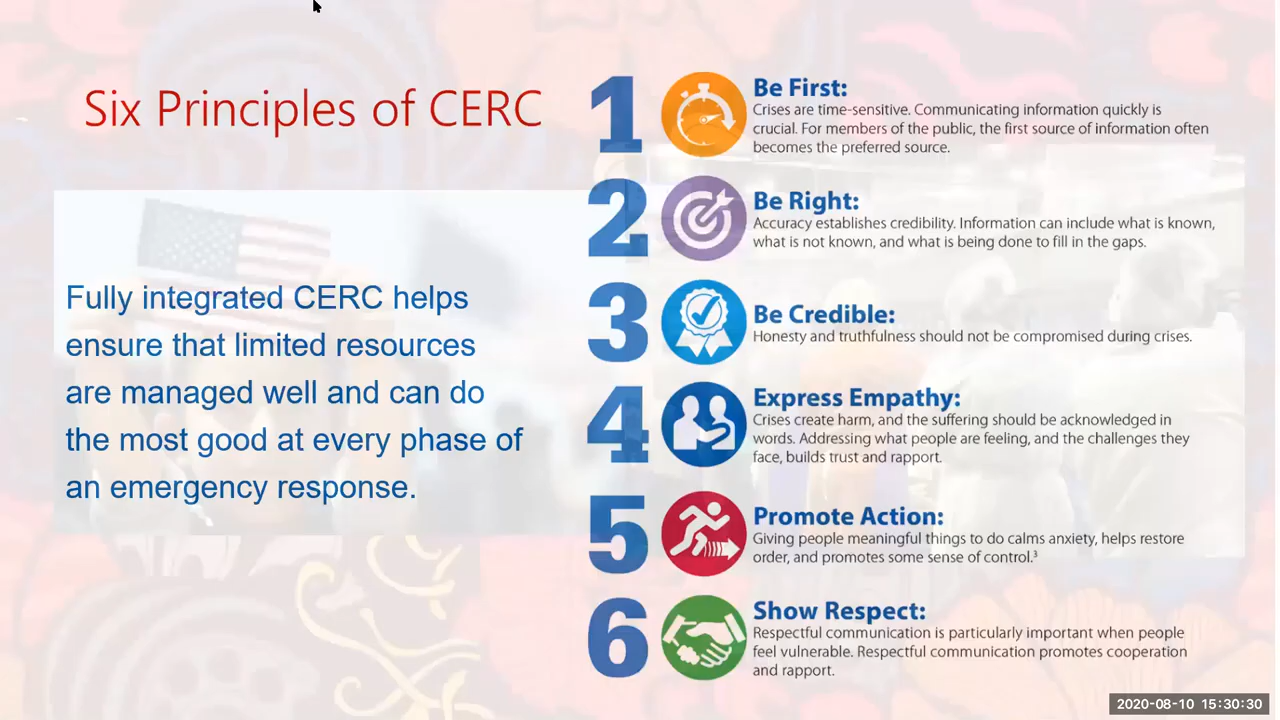 Six Principles of CERC
Fully integrated CERC helps
ensure that limited resources
are managed well and can do
the most good at every phase of
an emergency response.
1
Be First:
Crises are time-sensitive. Communicating information quickly is
crucial. For members of the public, the first source of information often
becomes the preferred source.
2
Be Right:
Accuracy establishes credibility. Information can include what is known,
what is not known, and what is being done to fill in the gaps.
3
Be Credible:
Honesty and truthfulness should not be compromised during crises.
4
Express Empathy:
Crises create harm, and the suffering should be acknowledged in
words. Addressing what people are feeling, and the challenges they
face, builds trust and rapport.
5
Promote Action:
Giving people meaningful things to do calms anxiety, helps restore
order, and promotes some sense of control.³
6
Show Respect:
Respectful communication is particularly important when people
feel vulnerable. Respectful communication promotes cooperation
and rapport.
2020-08-10 15:30:30